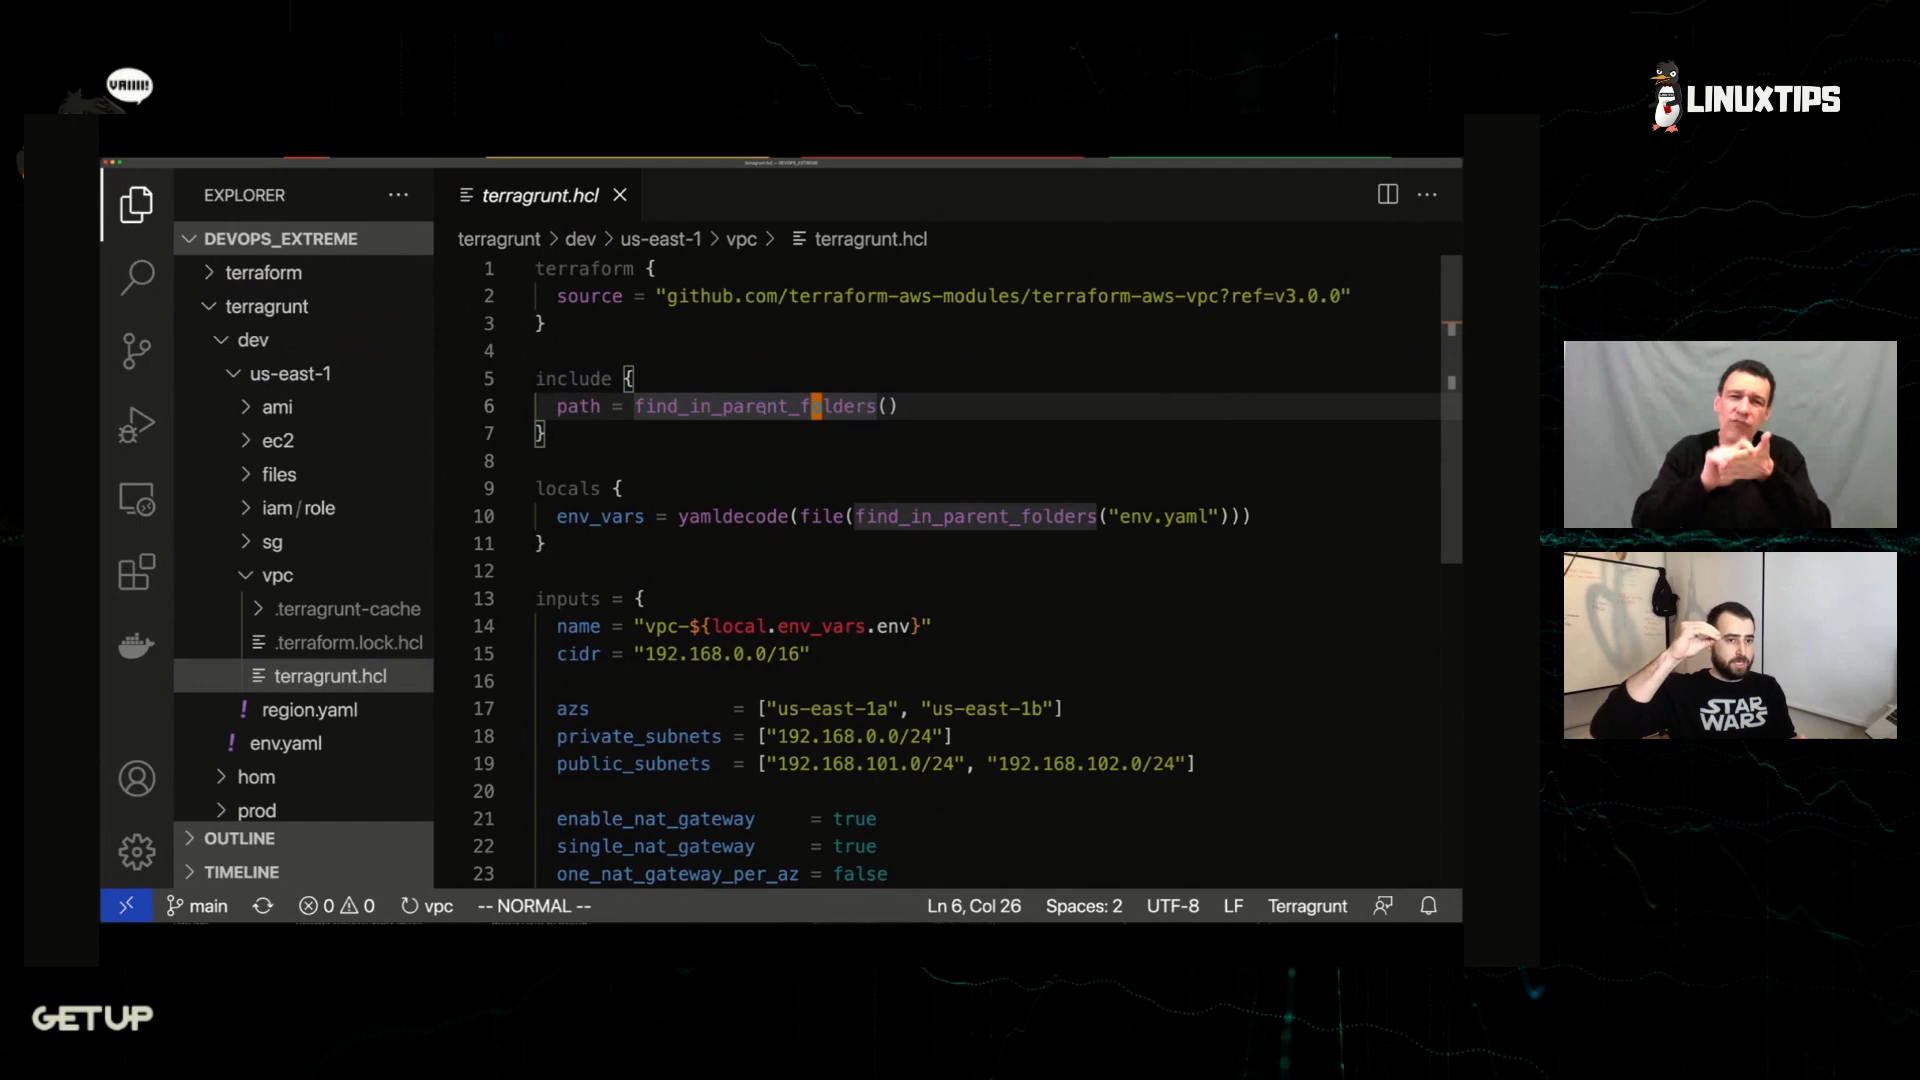 VAIIII!
LINUXTIPS
terragrunt.hcl — DEVOPS_EXTREME
EXPLORER
terragrunt.hcl
DEVOPS_EXTREME
terraform
terragrunt
dev
us-east-1
ami
ec2
files
iam/role
sg
vpc
.terragrunt-cache
.terraform.lock.hcl
terragrunt.hcl
region.yaml
env.yaml
hom
prod
OUTLINE
TIMELINE
terragrunt > dev > us-east-1 > vpc > terragrunt.hcl
1 terraform {
2 source = "github.com/terraform-aws-modules/terraform-aws-vpc?ref=v3.0.0"
3 }
4
5 include {
6 path = find_in_parent_folders()
7 }
8
9 locals {
10 env_vars = yamldecode(file(find_in_parent_folders("env.yaml")))
11 }
12
13 inputs = {
14 name = "vpc-${local.env_vars.env}"
15 cidr = "192.168.0.0/16"
16
17 azs = ["us-east-1a", "us-east-1b"]
18 private_subnets = ["192.168.0.0/24"]
19 public_subnets = ["192.168.101.0/24", "192.168.102.0/24"]
20
21 enable_nat_gateway = true
22 single_nat_gateway = true
23 one_nat_gateway_per_az = false
main 0 0 vpc -- NORMAL -- Ln 6, Col 26 Spaces: 2 UTF-8 LF Terragrunt
STAR
WARS
GETUP